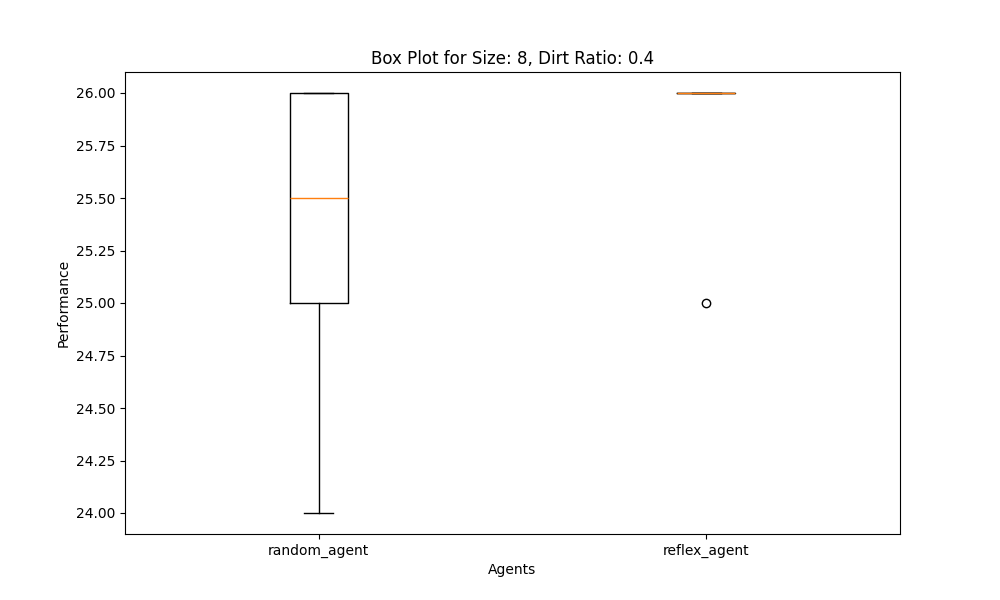 Box Plot for Size: 8, Dirt Ratio: 0.4
26.00
25.75
25.50
25.25
25.00
24.75
24.50
24.25
24.00
Performance
random_agent
reflex_agent
Agents